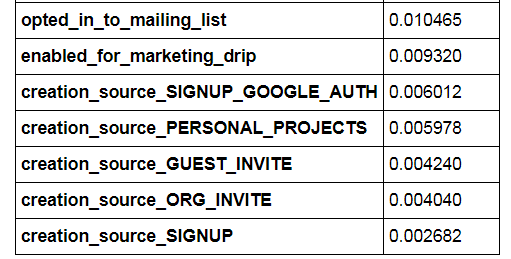 opted_in_to_mailing_list 0.010465
enabled_for_marketing_drip 0.009320
creation_source_SIGNUP_GOOGLE_AUTH 0.006012
creation_source_PERSONAL_PROJECTS 0.005978
creation_source_GUEST_INVITE 0.004240
creation_source_ORG_INVITE 0.004040
creation_source_SIGNUP 0.002682